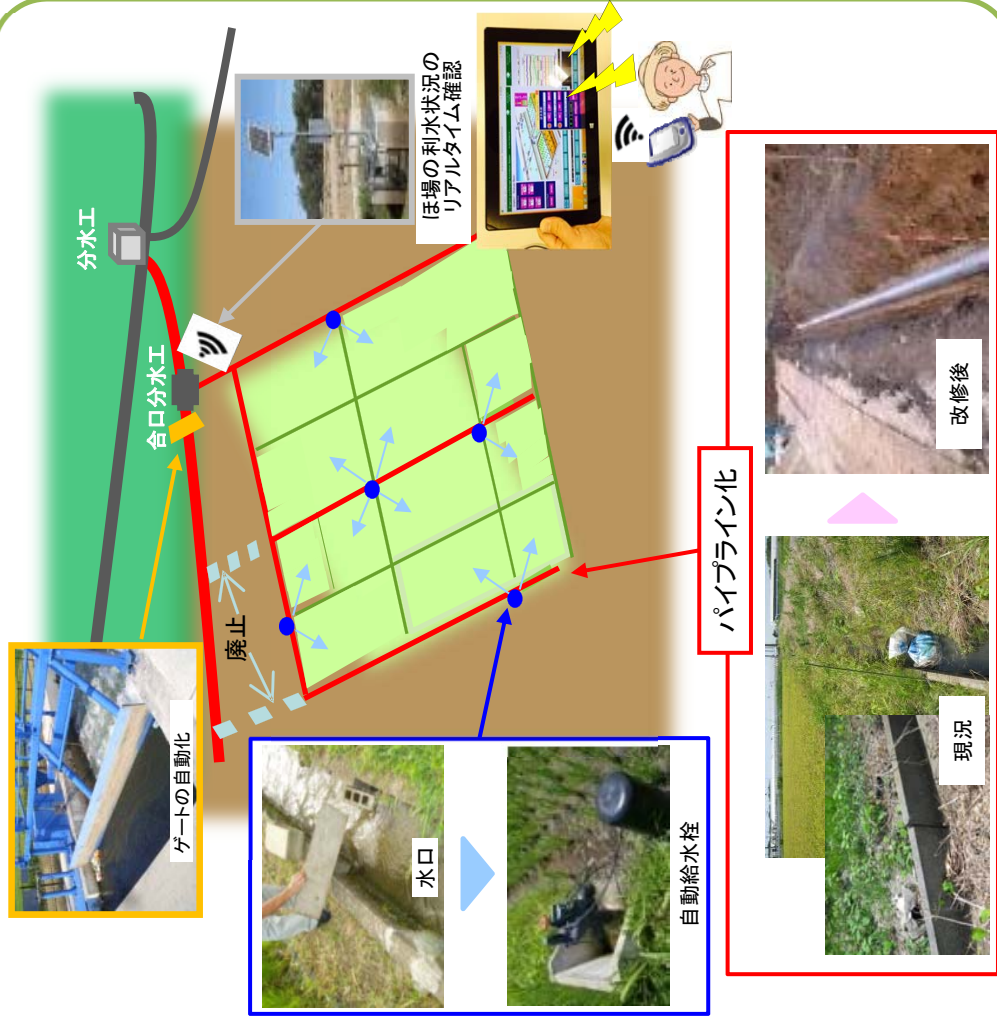 分水工
合口分水工
ほ場の利水状況の
リアルタイム確認
廃止
ゲートの自動化
水口
自動給水栓
パイプライン化
現況
改修後